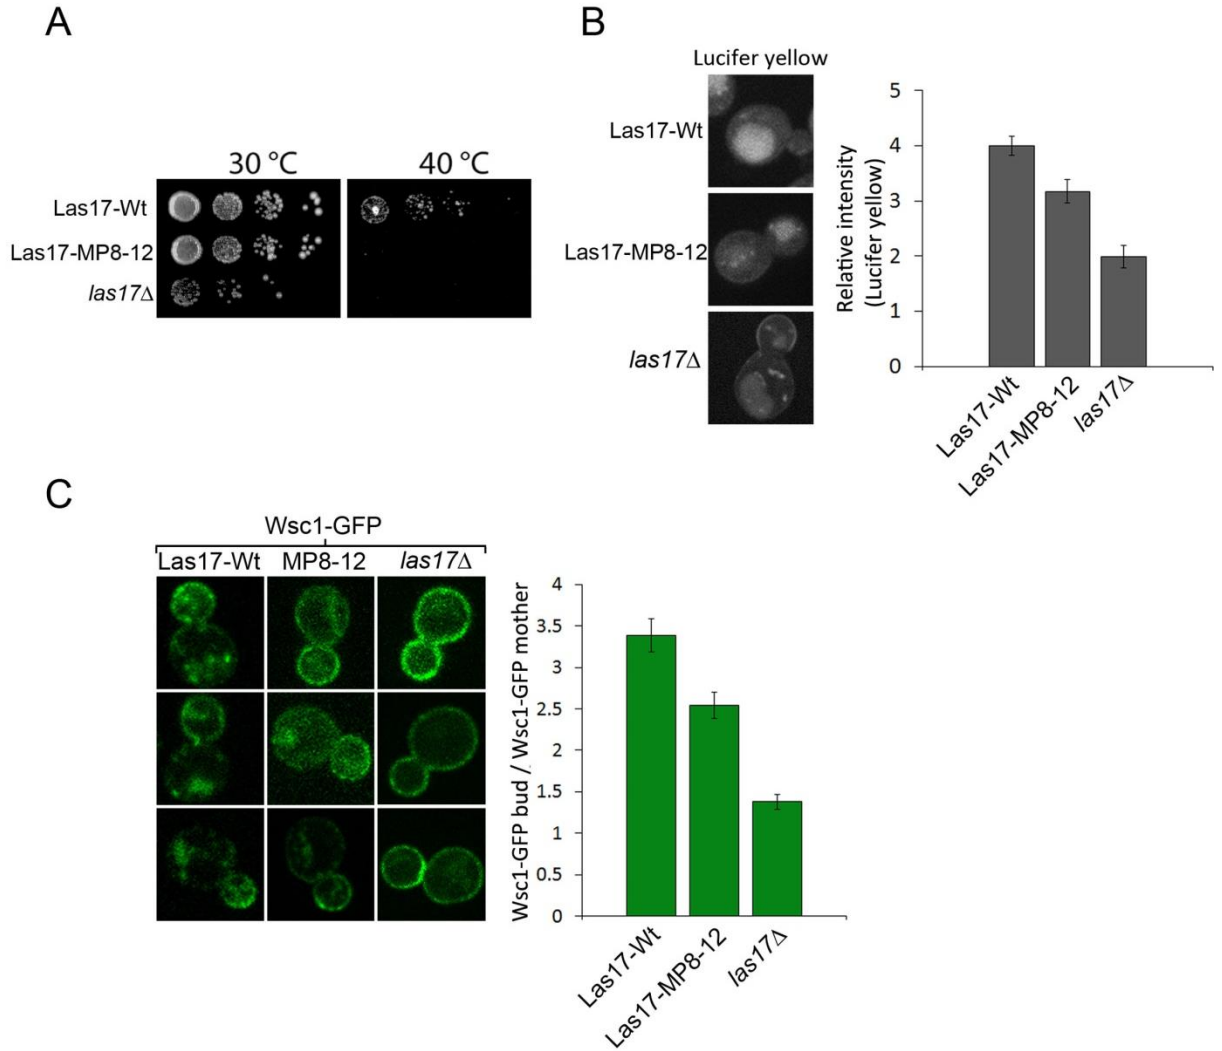 A
30 °C 40 °C
Las17-Wt
Las17-MP8-12
las17Δ
B
Lucifer yellow
Las17-Wt
Las17-MP8-12
las17Δ
Relative intensity
(Lucifer yellow)
5
4
3
2
1
0
Las17-Wt
Las17-MP8-12
las17Δ
C
Wsc1-GFP
Las17-Wt MP8-12 las17Δ
Wsc1-GFP bud / Wsc1-GFP mother
4
3.5
3
2.5
2
1.5
1
0.5
0
Las17-Wt
Las17-MP8-12
las17Δ